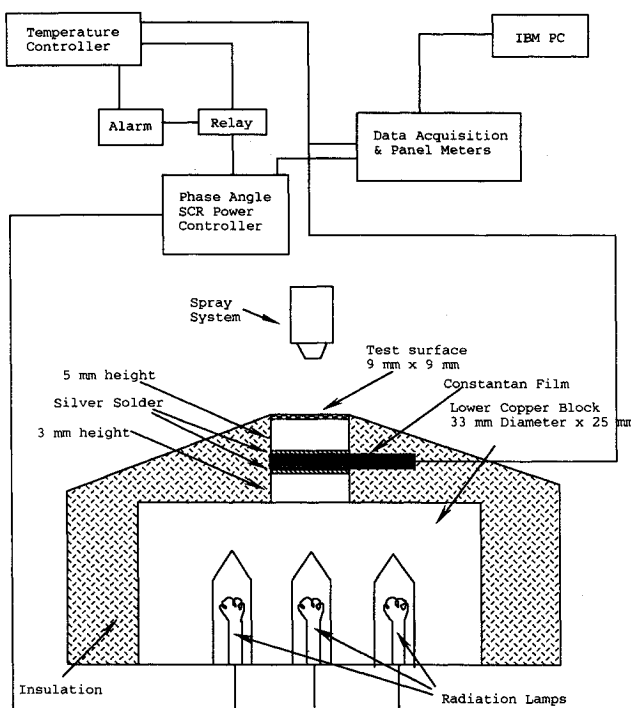 Temperature
Controller
IBM PC
Alarm
Relay
Data Acquisition
& Panel Meters
Phase Angle
SCR Power
Controller
Spray
System
Test surface
9 mm x 9 mm
5 mm height
Constantan Film
Silver Solder
Lower Copper Block
33 mm Diameter x 25 mm
3 mm height
Insulation
Radiation Lamps